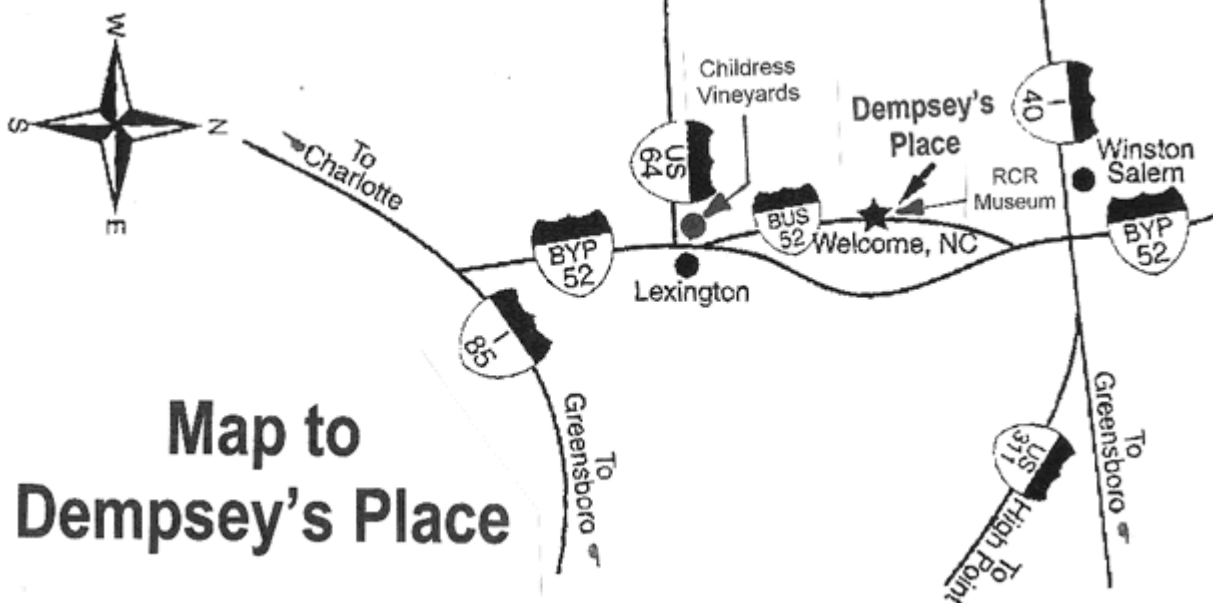 W
S
N
E
To
Charlotte
BYP
52
I
85
To
Greensboro
US
64
Childress
Vineyards
Lexington
BUS
52
Dempsey's
Place
RCR
Museum
Welcome, NC
I
40
Winston
Salem
BYP
52
US
311
To
High Point
To
Greensboro
Map to
Dempsey's Place